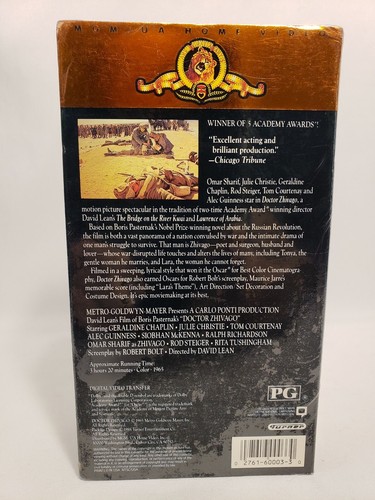 MGM/UA HOME VIDEO
WINNER OF 5 ACADEMY AWARDS™!
"Excellent acting and
brilliant production."
—Chicago Tribune
Omar Sharif, Julie Christie, Geraldine
Chaplin, Rod Steiger, Tom Courtenay and
Alec Guinness star in Doctor Zhivago, a
motion picture spectacular in the tradition of two time Academy Award™ winning director
David Lean's The Bridge on the River Kwai and Lawrence of Arabia.
Based on Boris Pasternak's Nobel Prize-winning novel about the Russian Revolution,
the film is both a vast panorama of a nation convulsed by war and the intimate drama of
one man's struggle to survive. That man is Zhivago—poet and surgeon, husband and
lover—whose war-disrupted life touches and alters the lives of many, including Tonya, the
gentle woman he marries, and Lara, the woman he cannot forget.
Filmed in a sweeping, lyrical style that won it the Oscar™ for Best Color Cinematogra-
phy, Doctor Zhivago also earned Oscars for Robert Bolt's screenplay, Maurice Jarre's
memorable score (including "Lara's Theme"), Art Direction/Set Decoration and
Costume Design. It's epic moviemaking at its best.
METRO-GOLDWYN-MAYER Presents A CARLO PONTI PRODUCTION
David Lean's Film of Boris Pasternak's "DOCTOR ZHIVAGO"
Starring GERALDINE CHAPLIN • JULIE CHRISTIE • TOM COURTENAY
ALEC GUINNESS • SIOBHAN McKENNA • RALPH RICHARDSON
OMAR SHARIF as ZHIVAGO • ROD STEIGER • RITA TUSHINGHAM
Screenplay by ROBERT BOLT • Directed by DAVID LEAN
Approximate Running Time:
3 hours 20 minutes • Color • 1965
DIGITAL VIDEO TRANSFER
PG
Turner
0 2761-60003-3 0